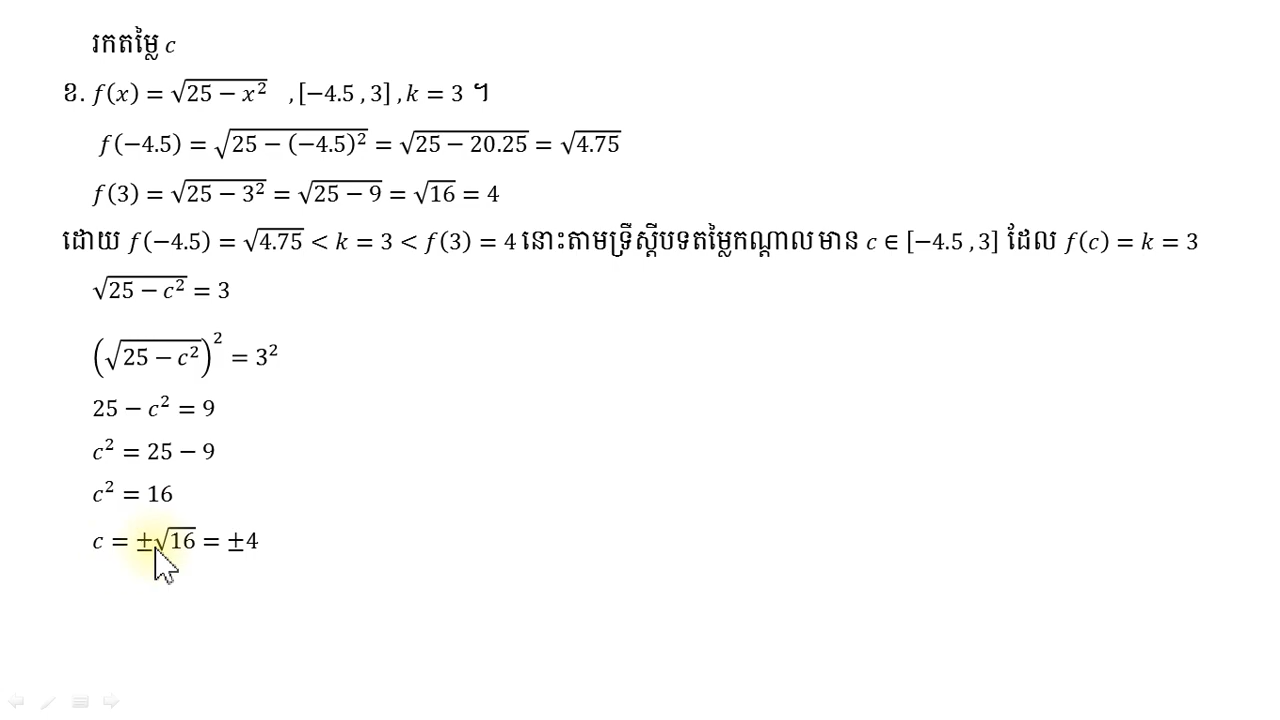 រកតម្លៃ c
ខ. f(x) = √(25 − x²) , [−4.5 , 3] , k = 3 ។
f(−4.5) = √(25 − (−4.5)²) = √(25 − 20.25) = √4.75
f(3) = √(25 − 3²) = √(25 − 9) = √16 = 4
ដោយ f(−4.5) = √4.75 < k = 3 < f(3) = 4 នោះតាមទ្រឹស្តីបទតម្លៃកណ្តាល មាន c ∈ [−4.5 , 3] ដែល f(c) = k = 3
√(25 − c²) = 3
(√(25 − c²))² = 3²
25 − c² = 9
c² = 25 − 9
c² = 16
c = ±√16 = ±4